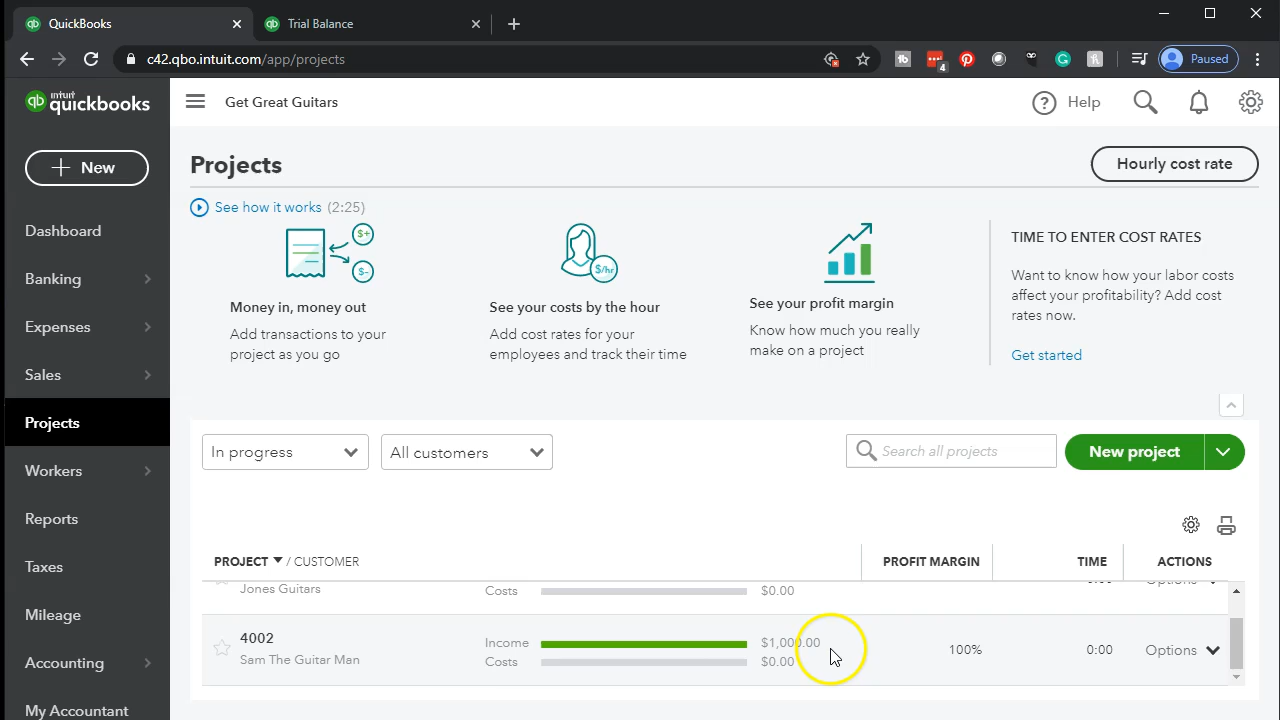 QuickBooks
Trial Balance
c42.qbo.intuit.com/app/projects
4
Paused
intuit quickbooks
Get Great Guitars
Help
New
Dashboard
Banking
Expenses
Sales
Projects
Workers
Reports
Taxes
Mileage
Accounting
My Accountant
Projects
Hourly cost rate
See how it works (2:25)
$+
$-
Money in, money out
Add transactions to your
project as you go
$/hr
See your costs by the hour
Add cost rates for your
employees and track their time
See your profit margin
Know how much you really
make on a project
TIME TO ENTER COST RATES
Want to know how your labor costs
affect your profitability? Add cost
rates now.
Get started
In progress
All customers
Search all projects
New project
PROJECT / CUSTOMER
PROFIT MARGIN
TIME
ACTIONS
Jones Guitars
Costs
$0.00
0:00
Options
4002
Sam The Guitar Man
Income
$1,000.00
Costs
$0.00
100%
0:00
Options